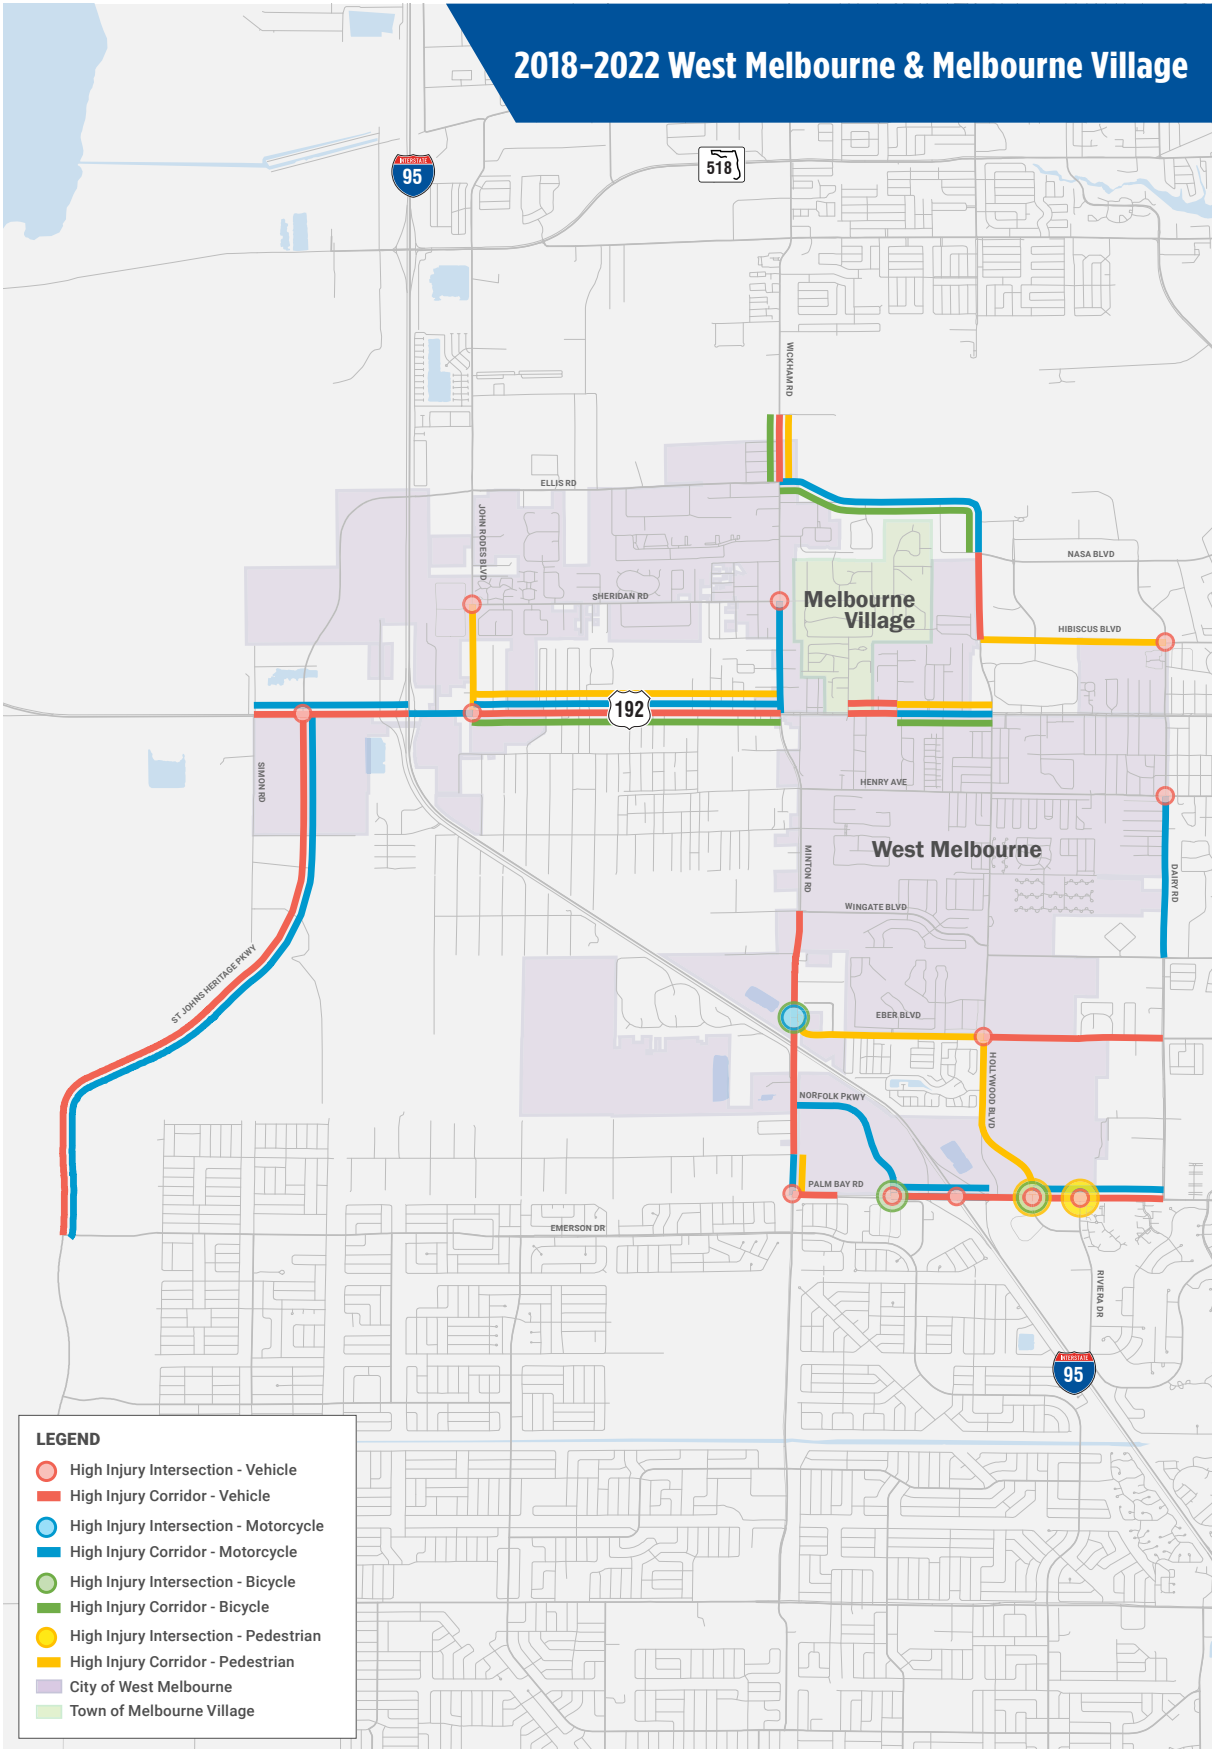 2018-2022 West Melbourne & Melbourne Village
INTERSTATE
95
518
WICKHAM RD
ELLIS RD
JOHN RODES BLVD
NASA BLVD
SHERIDAN RD
Melbourne
Village
HIBISCUS BLVD
192
SIMON RD
HENRY AVE
West Melbourne
MINTON RD
DAIRY RD
WINGATE BLVD
ST JOHNS HERITAGE PKWY
EBER BLVD
HOLLYWOOD BLVD
NORFOLK PKWY
PALM BAY RD
EMERSON DR
RIVIERA DR
INTERSTATE
95
LEGEND
High Injury Intersection - Vehicle
High Injury Corridor - Vehicle
High Injury Intersection - Motorcycle
High Injury Corridor - Motorcycle
High Injury Intersection - Bicycle
High Injury Corridor - Bicycle
High Injury Intersection - Pedestrian
High Injury Corridor - Pedestrian
City of West Melbourne
Town of Melbourne Village